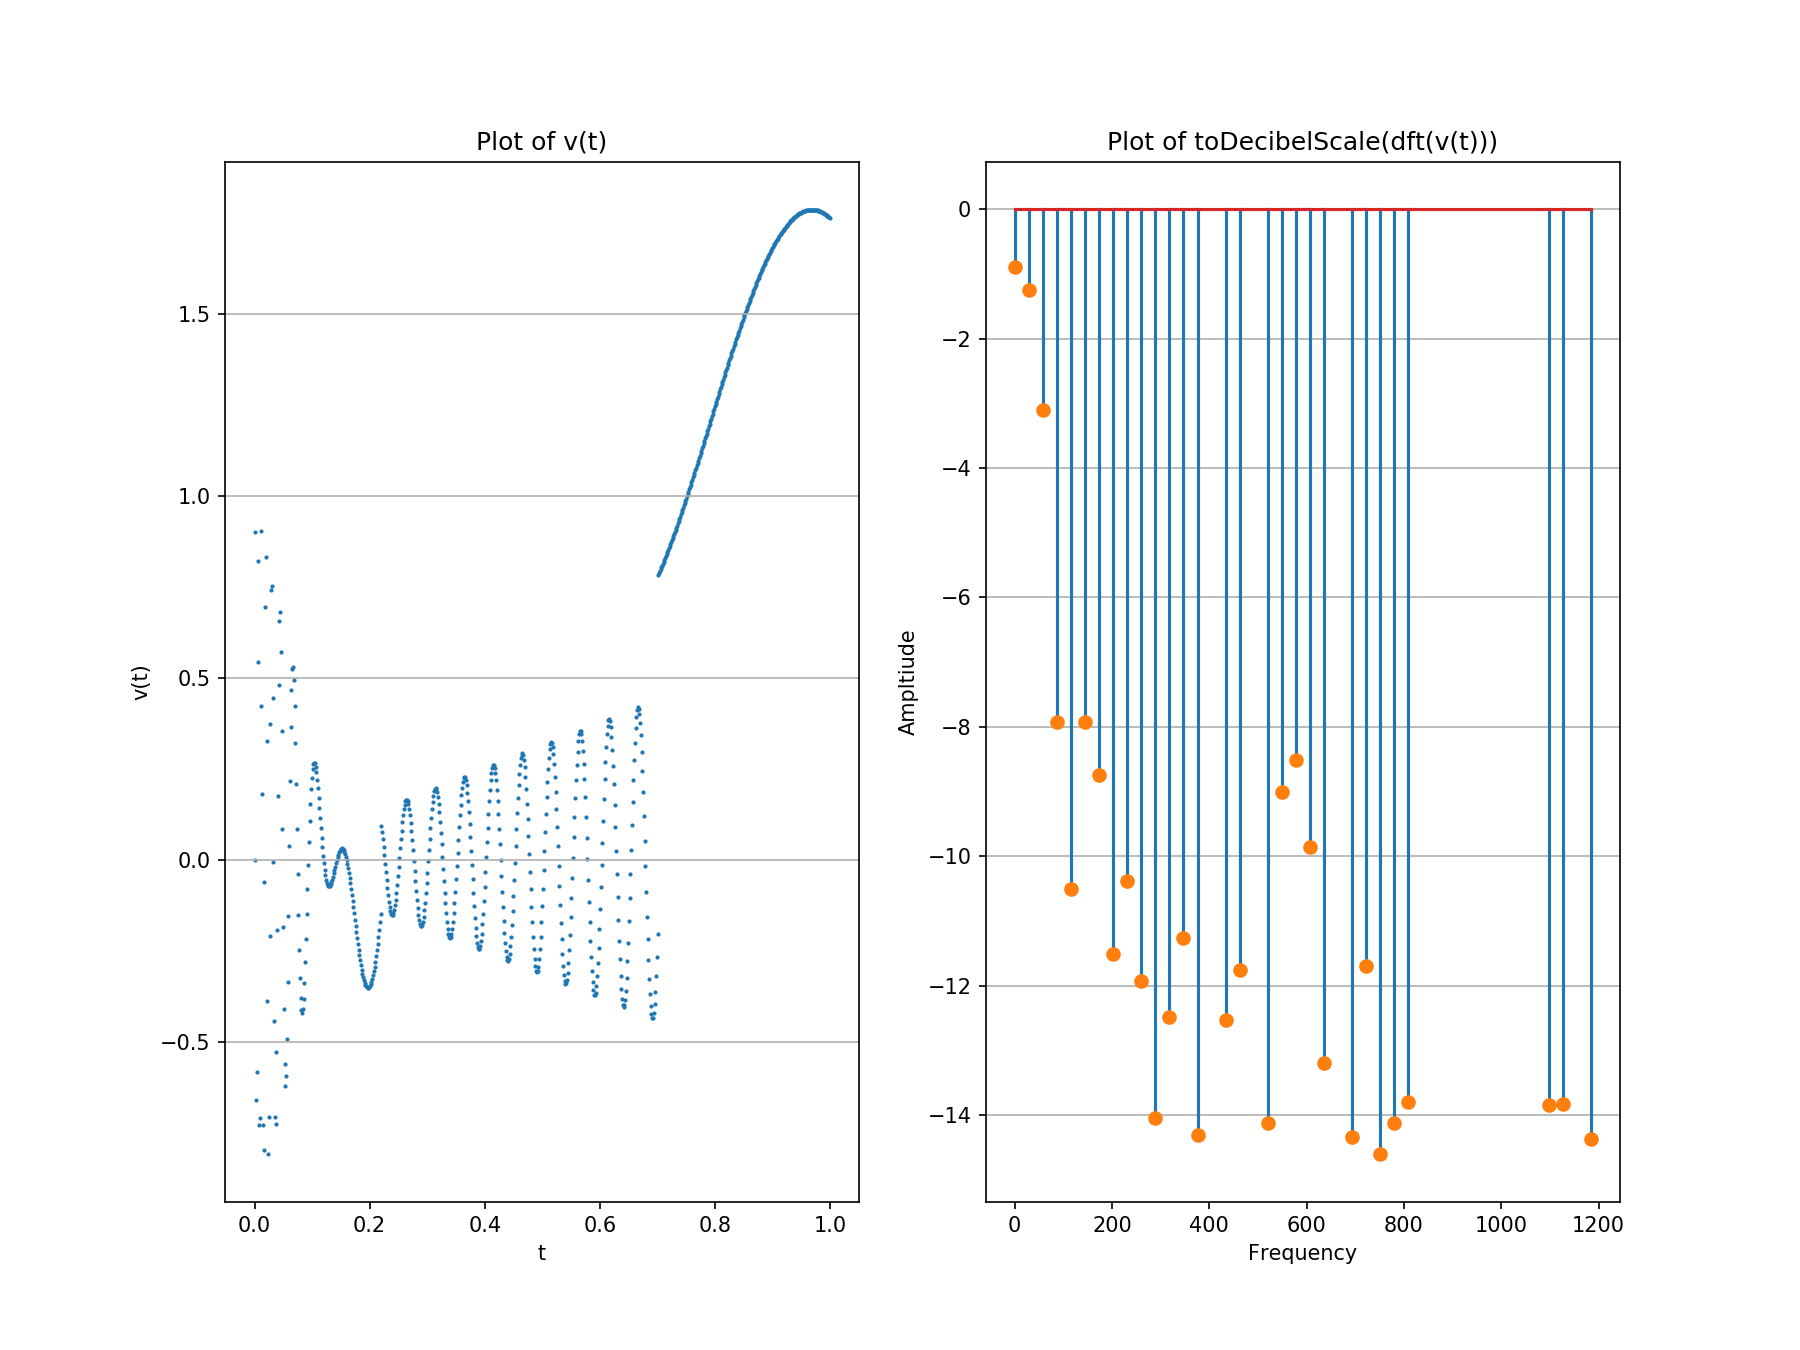 Plot of v(t)
v(t)
1.5
1.0
0.5
0.0
−0.5
0.0 0.2 0.4 0.6 0.8 1.0
t
Plot of toDecibelScale(dft(v(t)))
Ampltiude
0
−2
−4
−6
−8
−10
−12
−14
0 200 400 600 800 1000 1200
Frequency